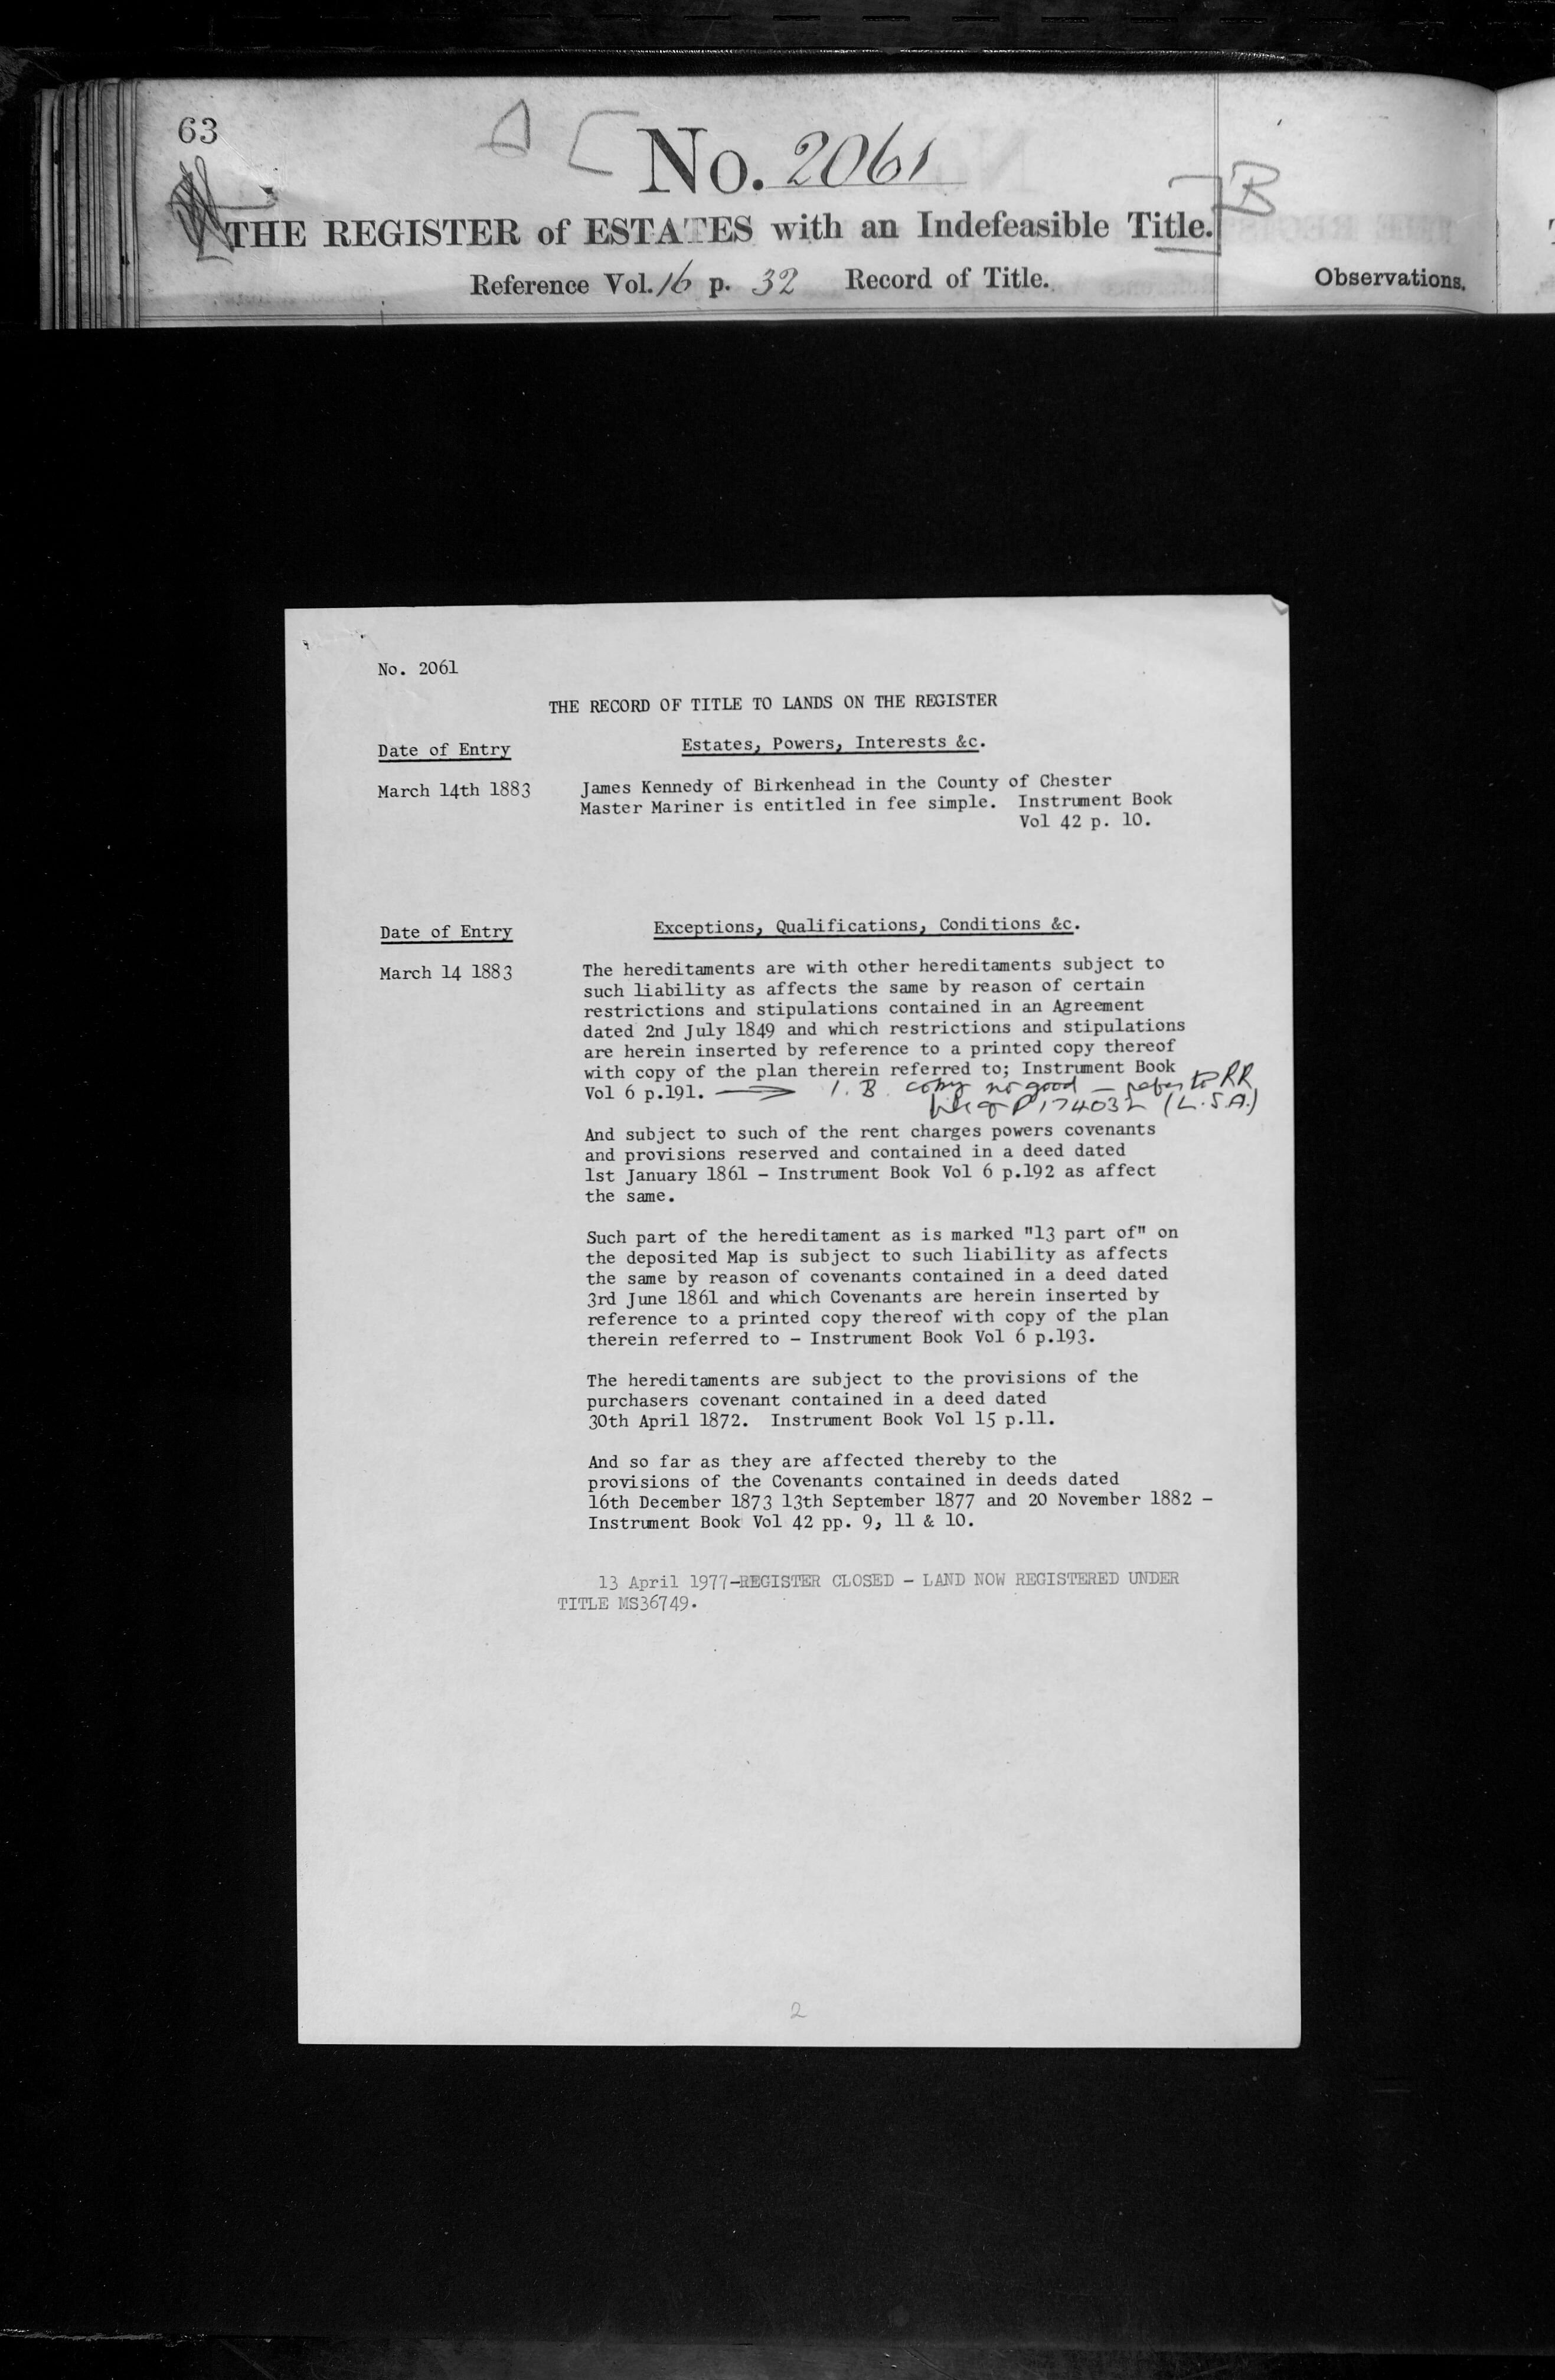 63
No. 2061
B
THE REGISTER of ESTATES with an Indefeasible Title.
Reference Vol. 16 p. 32 Record of Title.
Observations.
No. 2061
THE RECORD OF TITLE TO LANDS ON THE REGISTER
Date of Entry
Estates, Powers, Interests &c.
March 14th 1883
James Kennedy of Birkenhead in the County of Chester
Master Mariner is entitled in fee simple. Instrument Book
Vol 42 p. 10.
Date of Entry
Exceptions, Qualifications, Conditions &c.
March 14 1883
The hereditaments are with other hereditaments subject to
such liability as affects the same by reason of certain
restrictions and stipulations contained in an Agreement
dated 2nd July 1849 and which restrictions and stipulations
are herein inserted by reference to a printed copy thereof
with copy of the plan therein referred to; Instrument Book
Vol 6 p.191. I. B. copy no good - refer to RR
P174032 (L.S.A.)
And subject to such of the rent charges powers covenants
and provisions reserved and contained in a deed dated
1st January 1861 - Instrument Book Vol 6 p.192 as affect
the same.
Such part of the hereditament as is marked "13 part of" on
the deposited Map is subject to such liability as affects
the same by reason of covenants contained in a deed dated
3rd June 1861 and which Covenants are herein inserted by
reference to a printed copy thereof with copy of the plan
therein referred to - Instrument Book Vol 6 p.193.
The hereditaments are subject to the provisions of the
purchasers covenant contained in a deed dated
30th April 1872. Instrument Book Vol 15 p.11.
And so far as they are affected thereby to the
provisions of the Covenants contained in deeds dated
16th December 1873 13th September 1877 and 20 November 1882 -
Instrument Book Vol 42 pp. 9, 11 & 10.
13 April 1977-REGISTER CLOSED - LAND NOW REGISTERED UNDER
TITLE MS36749.
2